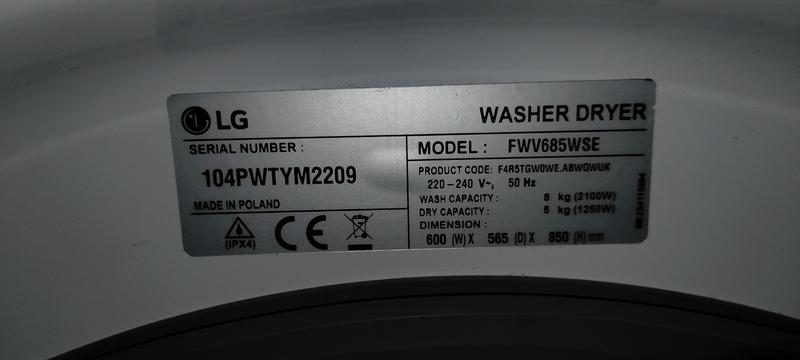 LG
WASHER DRYER
SERIAL NUMBER :
104PWTYM2209
MADE IN POLAND
(IPX4)
CE
MODEL : FWV685WSE
PRODUCT CODE: F4R5TGW0WE.ABWQWUK
220-240 V~, 50 Hz
WASH CAPACITY : 8 kg (2100W)
DRY CAPACITY : 5 kg (1250W)
DIMENSION :
600 (W) X 565 (D) X 850 (H) mm